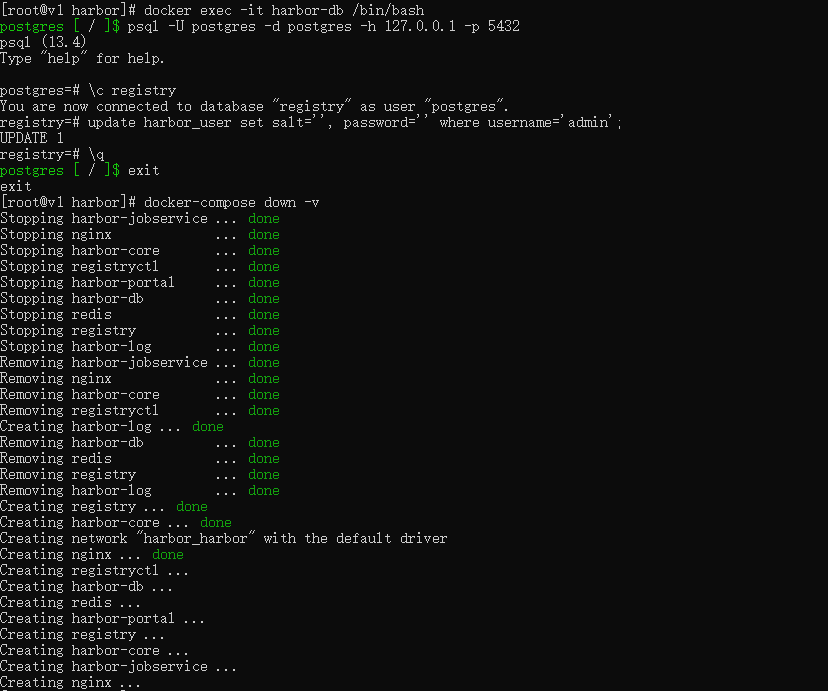 [root@v1 harbor]# docker exec -it harbor-db /bin/bash
postgres [ / ]$ psql -U postgres -d postgres -h 127.0.0.1 -p 5432
psql (13.4)
Type "help" for help.
postgres=# \c registry
You are now connected to database "registry" as user "postgres".
registry=# update harbor_user set salt='', password='' where username='admin';
UPDATE 1
registry=# \q
postgres [ / ]$ exit
exit
[root@v1 harbor]# docker-compose down -v
Stopping harbor-jobservice ... done
Stopping nginx             ... done
Stopping harbor-core       ... done
Stopping registryctl       ... done
Stopping harbor-portal     ... done
Stopping harbor-db         ... done
Stopping redis             ... done
Stopping registry          ... done
Stopping harbor-log        ... done
Removing harbor-jobservice ... done
Removing nginx             ... done
Removing harbor-core       ... done
Removing registryctl       ... done
Creating harbor-log ... done
Removing harbor-db         ... done
Removing redis             ... done
Removing registry          ... done
Removing harbor-log        ... done
Creating registry ... done
Creating harbor-core ... done
Creating network "harbor_harbor" with the default driver
Creating nginx ... done
Creating registryctl ...
Creating harbor-db ...
Creating redis ...
Creating harbor-portal ...
Creating registry ...
Creating harbor-core ...
Creating harbor-jobservice ...
Creating nginx ...